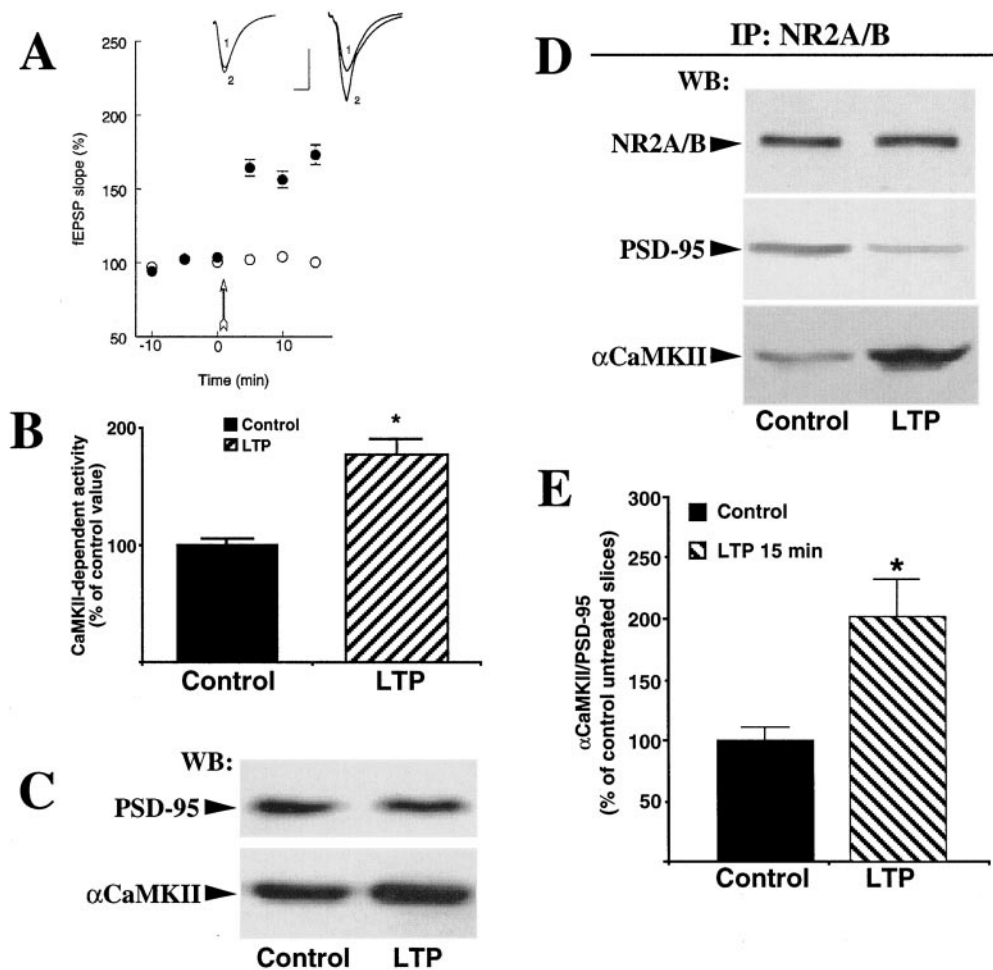 A
250
200
150
100
50
fEPSP slope (%)
-10
0
10
Time (min)
1
2
1
2
B
200
100
CaMKII-dependent activity
(% of control value)
Control
LTP
*
Control
LTP
C
WB:
PSD-95
αCaMKII
Control
LTP
D
IP: NR2A/B
WB:
NR2A/B
PSD-95
αCaMKII
Control
LTP
E
300
250
200
150
100
50
αCaMKII/PSD-95
(% of control untreated slices)
Control
LTP 15 min
*
Control
LTP